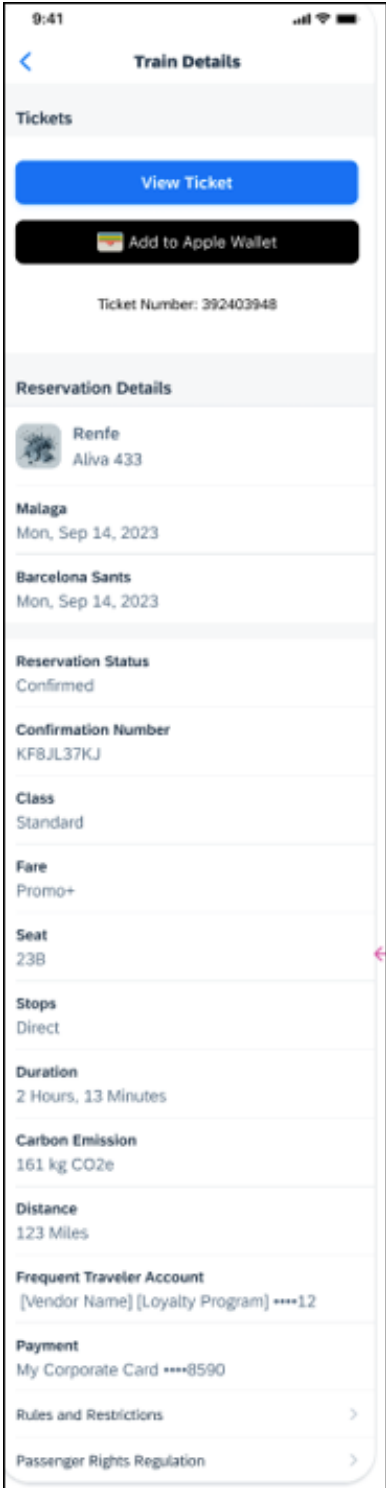 9:41
Train Details
Tickets
View Ticket
Add to Apple Wallet
Ticket Number: 392403948
Reservation Details
Renfe
Aliva 433
Malaga
Mon, Sep 14, 2023
Barcelona Sants
Mon, Sep 14, 2023
Reservation Status
Confirmed
Confirmation Number
KF8JL37KJ
Class
Standard
Fare
Promo+
Seat
23B
Stops
Direct
Duration
2 Hours, 13 Minutes
Carbon Emission
161 kg CO2e
Distance
123 Miles
Frequent Traveler Account
[Vendor Name] [Loyalty Program] ••••12
Payment
My Corporate Card ••••8590
Rules and Restrictions
Passenger Rights Regulation